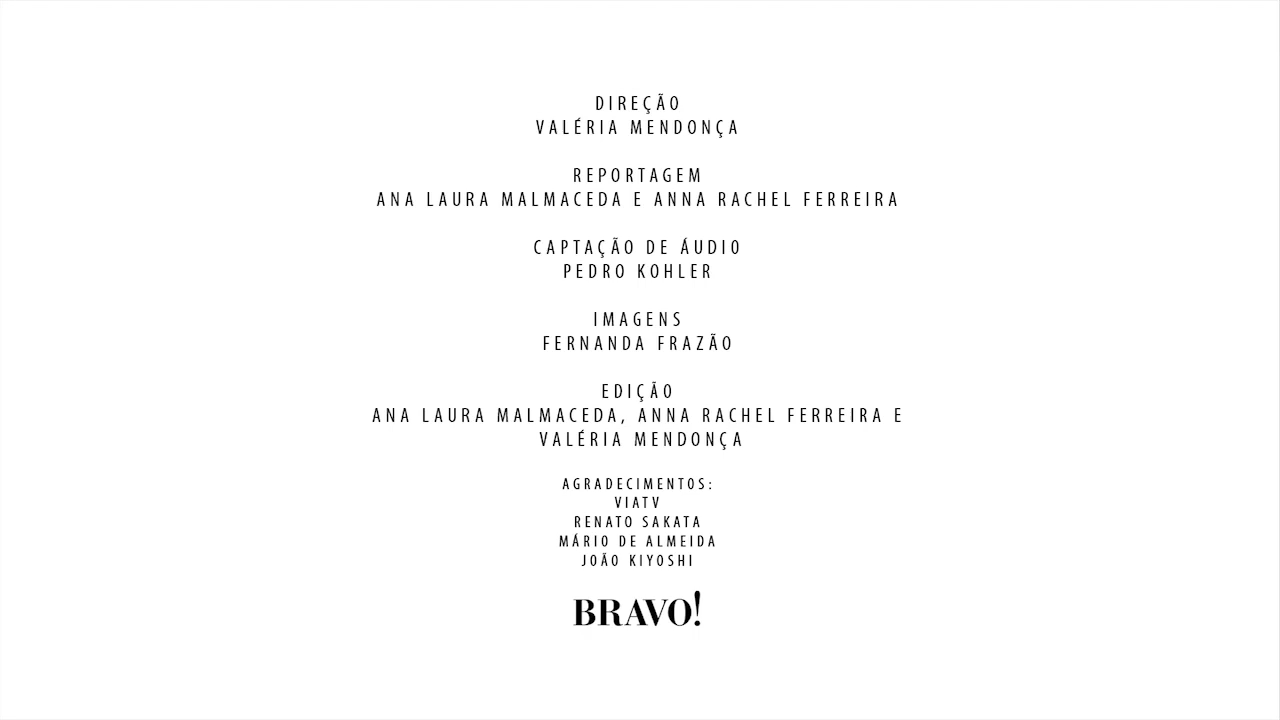 DIREÇÃO
VALÉRIA MENDONÇA
REPORTAGEM
ANA LAURA MALMACEDA E ANNA RACHEL FERREIRA
CAPTAÇÃO DE ÁUDIO
PEDRO KOHLER
IMAGENS
FERNANDA FRAZÃO
EDIÇÃO
ANA LAURA MALMACEDA, ANNA RACHEL FERREIRA E
VALÉRIA MENDONÇA
AGRADECIMENTOS:
VIATV
RENATO SAKATA
MÁRIO DE ALMEIDA
JOÃO KIYOSHI
BRAVO!